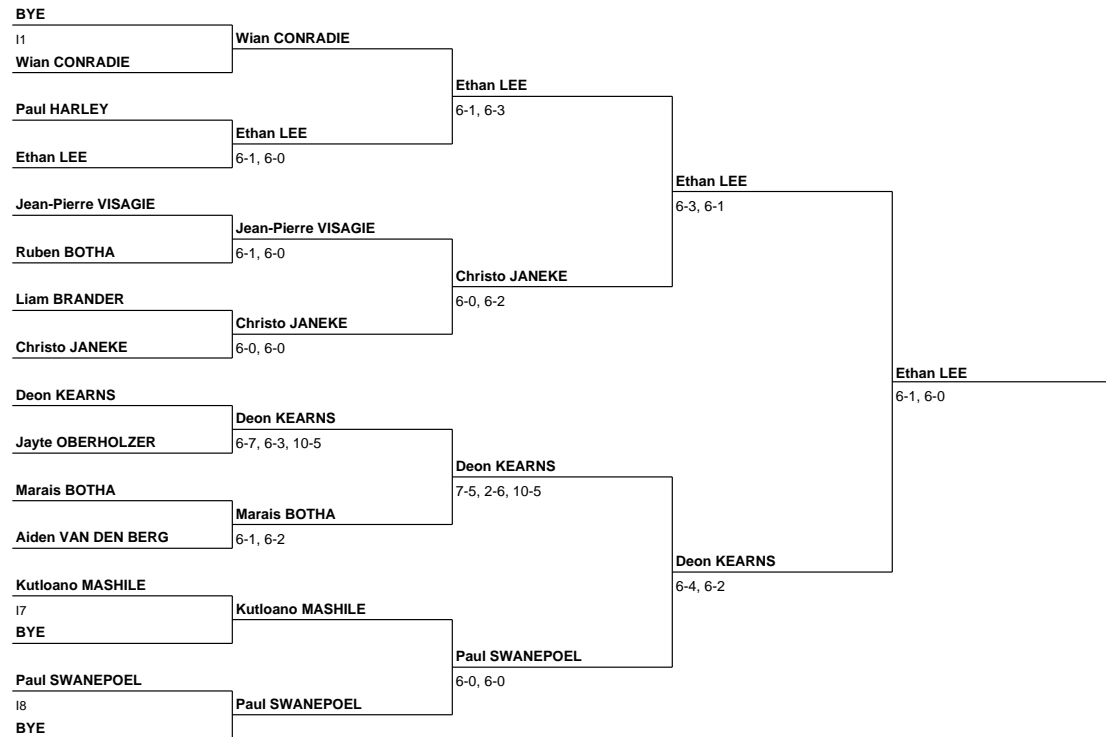 BYE
I1
Wian CONRADIE
Paul HARLEY
Ethan LEE
Jean-Pierre VISAGIE
Ruben BOTHA
Liam BRANDER
Christo JANEKE
Deon KEARNS
Jayte OBERHOLZER
Marais BOTHA
Aiden VAN DEN BERG
Kutloano MASHILE
I7
BYE
Paul SWANEPOEL
I8
BYE
Wian CONRADIE
Ethan LEE
6-1, 6-0
Jean-Pierre VISAGIE
6-1, 6-0
Christo JANEKE
6-0, 6-0
Deon KEARNS
6-7, 6-3, 10-5
Marais BOTHA
6-1, 6-2
Kutloano MASHILE
Paul SWANEPOEL
Ethan LEE
6-1, 6-3
Christo JANEKE
6-0, 6-2
Deon KEARNS
7-5, 2-6, 10-5
Paul SWANEPOEL
6-0, 6-0
Ethan LEE
6-3, 6-1
Deon KEARNS
6-4, 6-2
Ethan LEE
6-1, 6-0